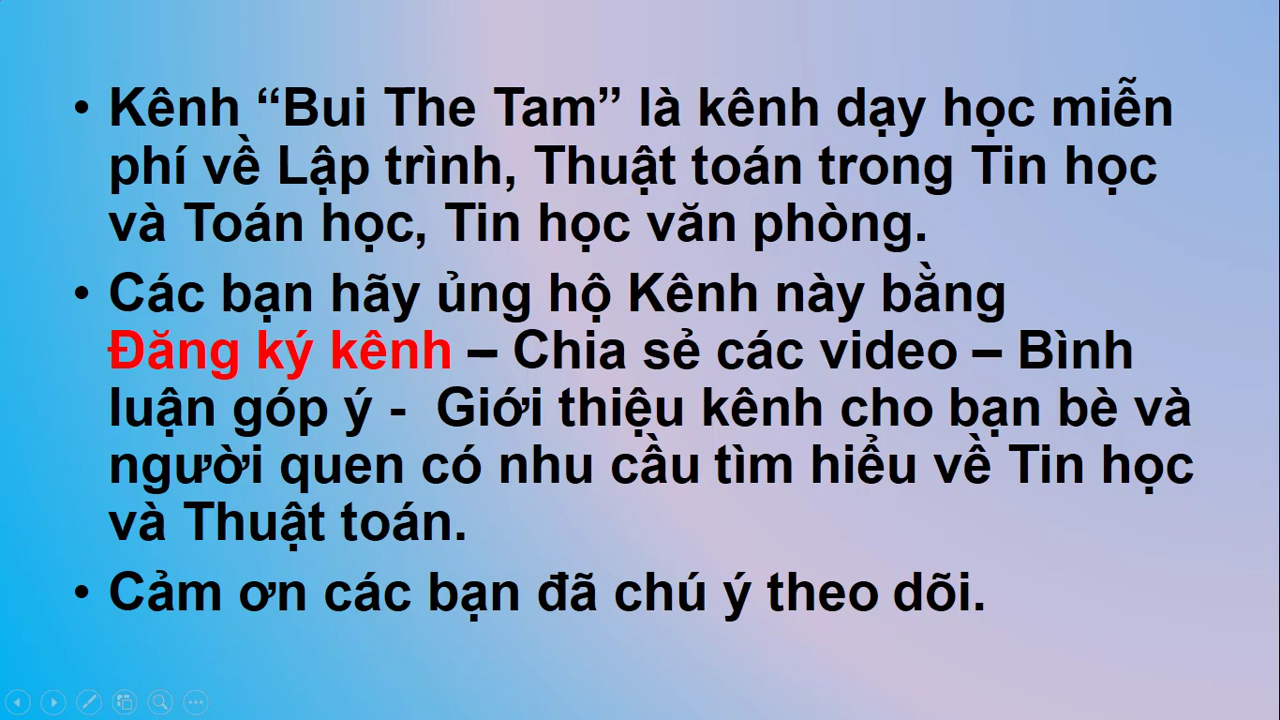 • Kênh “Bui The Tam” là kênh dạy học miễn
phí về Lập trình, Thuật toán trong Tin học
và Toán học, Tin học văn phòng.
• Các bạn hãy ủng hộ Kênh này bằng
Đăng ký kênh – Chia sẻ các video – Bình
luận góp ý -  Giới thiệu kênh cho bạn bè và
người quen có nhu cầu tìm hiểu về Tin học
và Thuật toán.
• Cảm ơn các bạn đã chú ý theo dõi.